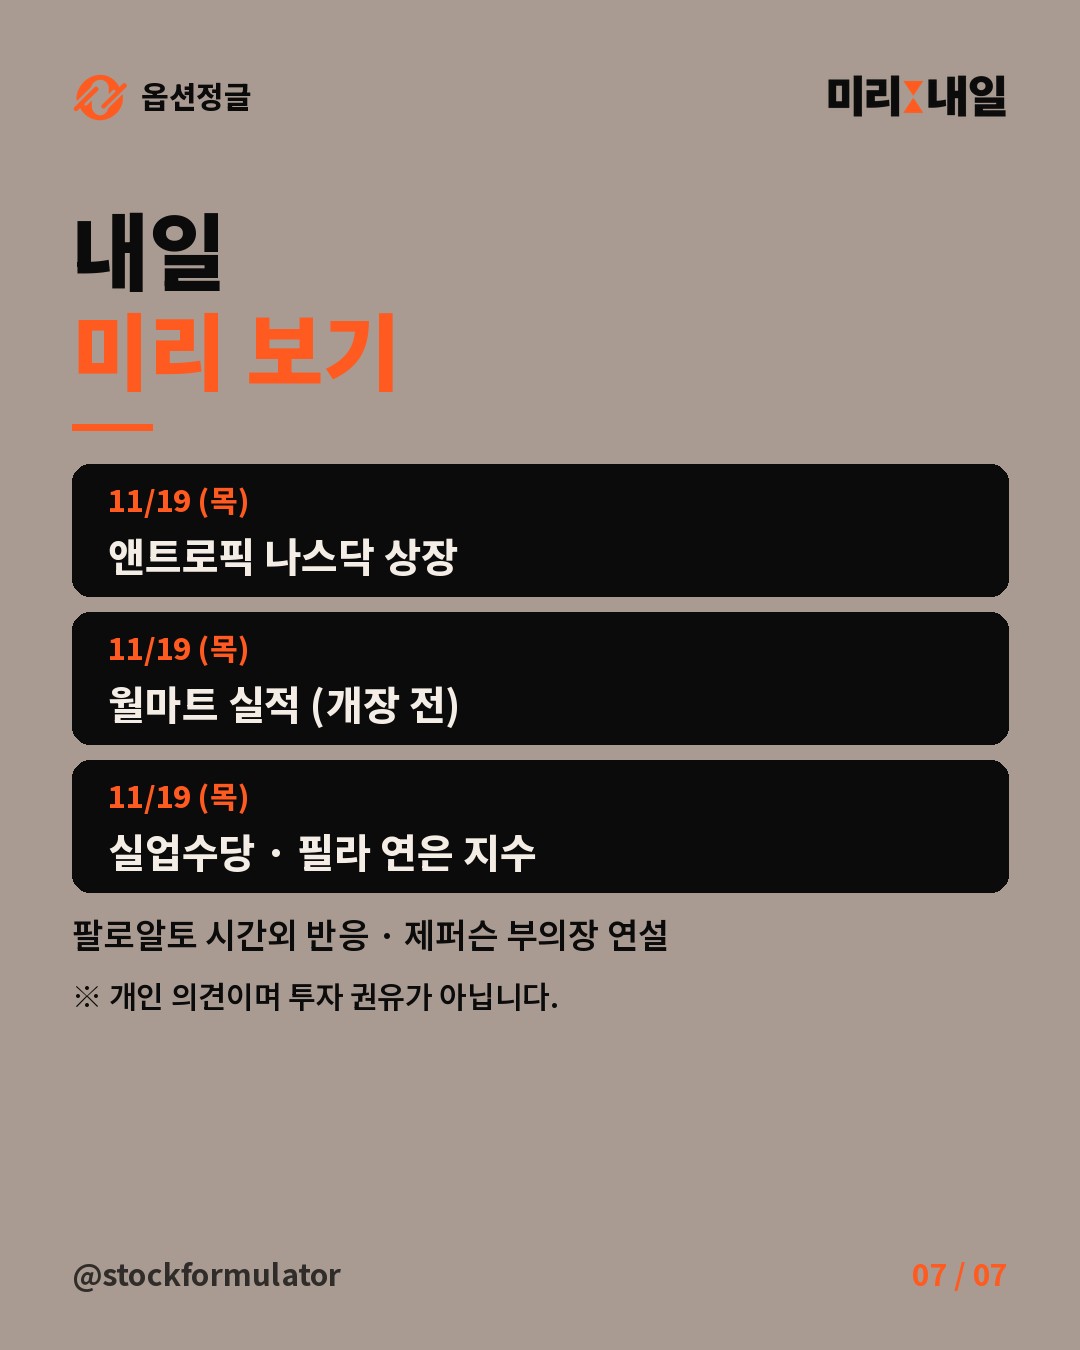 옵션정글
미리 내일
내일
미리 보기
11/19 (목)
앤트로픽 나스닥 상장
11/19 (목)
월마트 실적 (개장 전)
11/19 (목)
실업수당 · 필라 연은 지수
팔로알토 시간외 반응 · 제퍼슨 부의장 연설
※ 개인 의견이며 투자 권유가 아닙니다.
@stockformulator
07 / 07